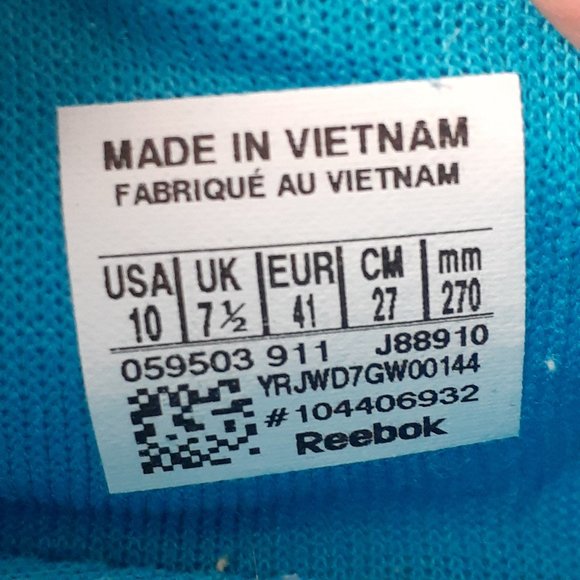 MADE IN VIETNAM
FABRIQUÉ AU VIETNAM
USA UK EUR CM mm
10 7½ 41 27 270
059503 911 J88910
YRJWD7GW00144
#104406932
Reebok